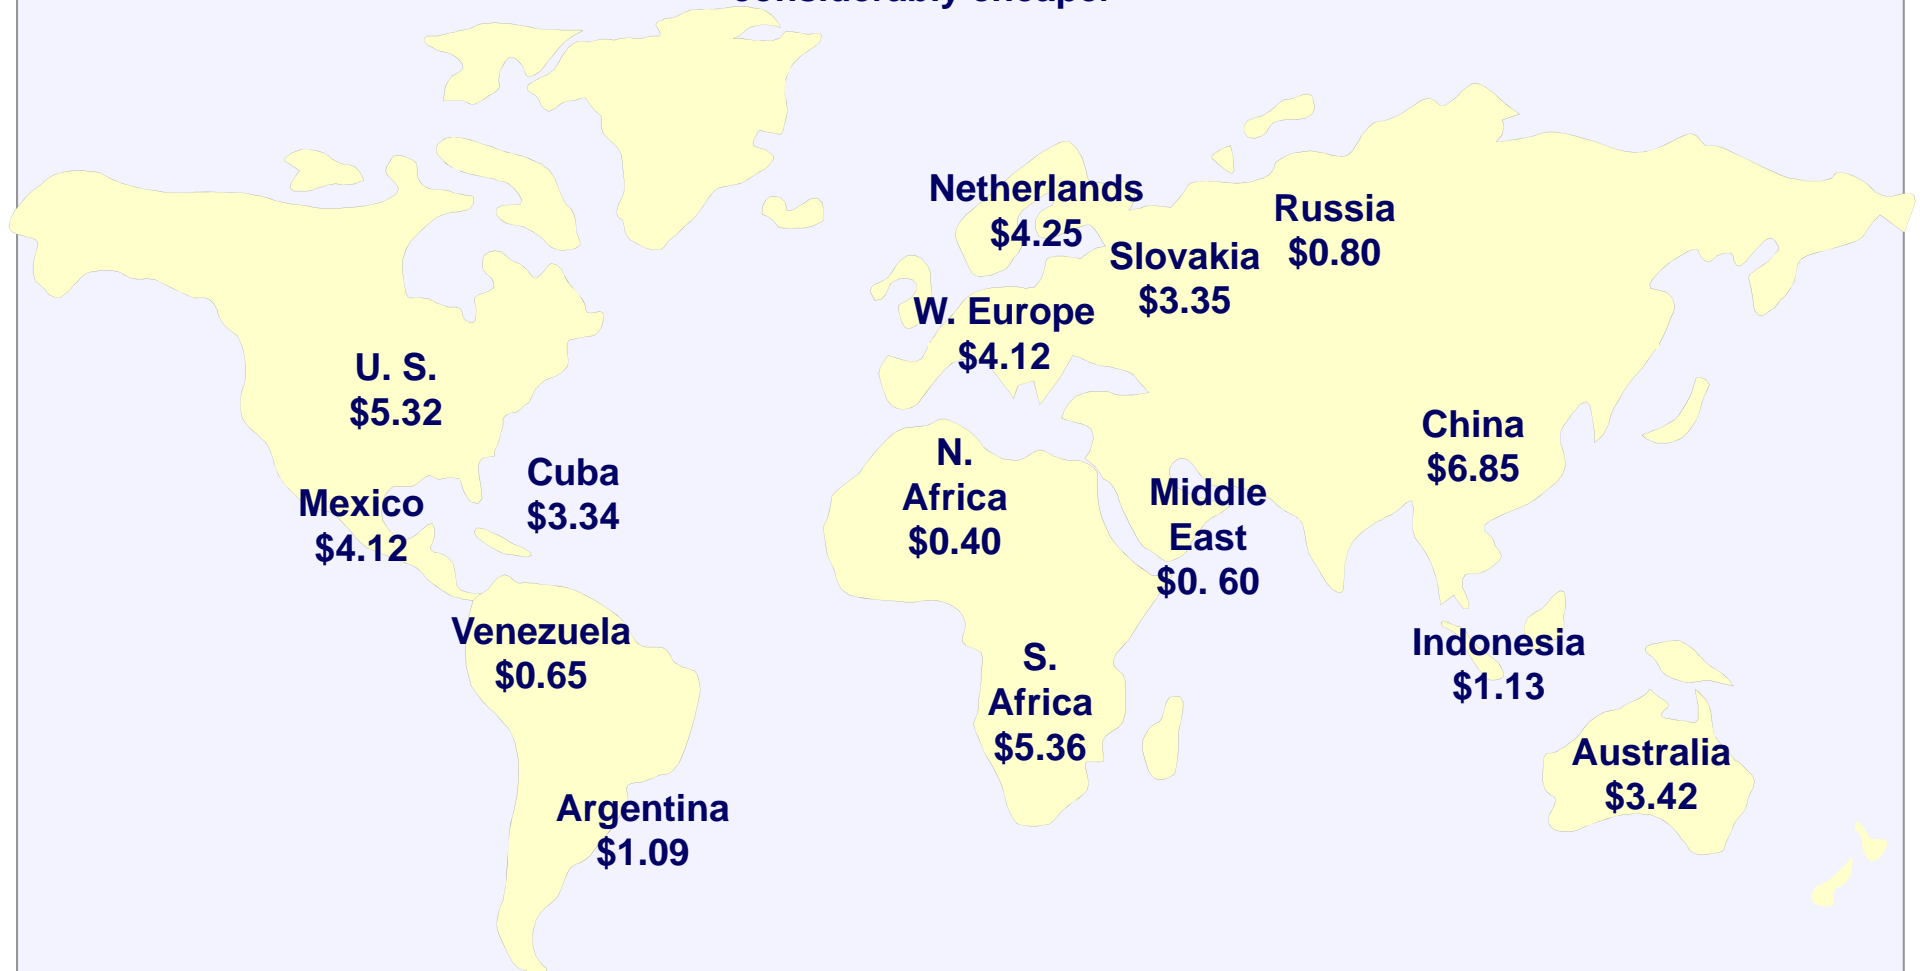 considerably cheaper
Netherlands
$4.25
Russia
$0.80
Slovakia
$3.35
W. Europe
$4.12
U. S.
$5.32
China
$6.85
N.
Africa
$0.40
Cuba
$3.34
Middle
East
$0. 60
Mexico
$4.12
Venezuela
$0.65
Indonesia
$1.13
S.
Africa
$5.36
Australia
$3.42
Argentina
$1.09